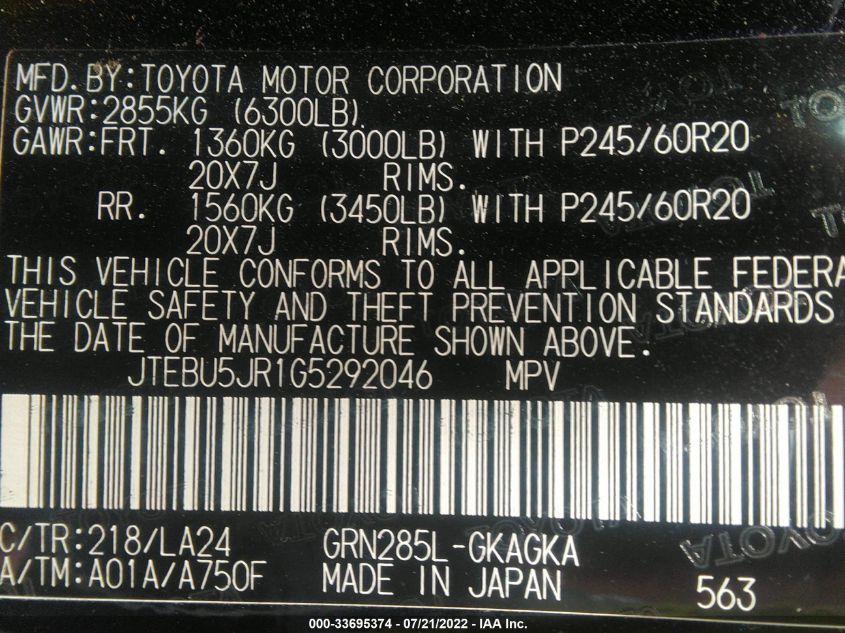 MFD. BY:TOYOTA MOTOR CORPORATION
GVWR:2855KG (6300LB)
GAWR:FRT. 1360KG (3000LB) WITH P245/60R20
20X7J RIMS.
RR. 1560KG (3450LB) WITH P245/60R20
20X7J RIMS.
THIS VEHICLE CONFORMS TO ALL APPLICABLE FEDERA
VEHICLE SAFETY AND THEFT PREVENTION STANDARDS
THE DATE OF MANUFACTURE SHOWN ABOVE.
JTEBU5JR1G5292046 MPV
C/TR:218/LA24 GRN285L-GKAGKA
A/TM:A01A/A750F MADE IN JAPAN 563
000-33695374 / 07/21/2022 - IAA Inc.